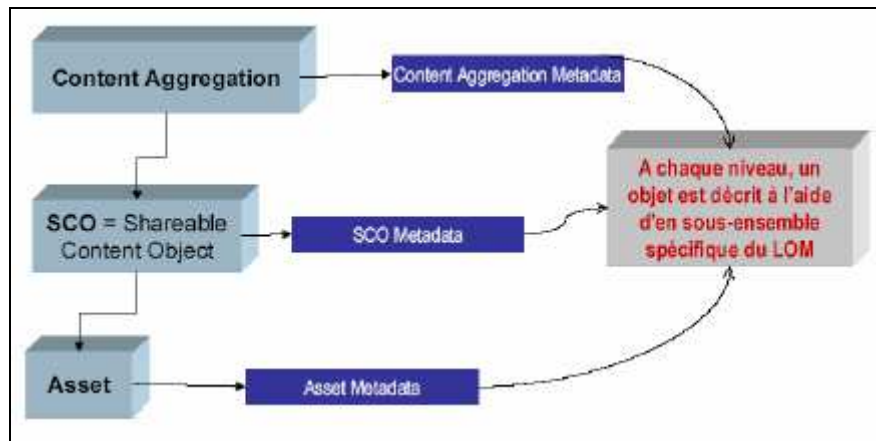 Content Aggregation
Content Aggregation Metadata
A chaque niveau, un
objet est décrit à l'aide
d'en sous-ensemble
spécifique du LOM
SCO = Shareable
Content Object
SCO Metadata
Asset
Asset Metadata